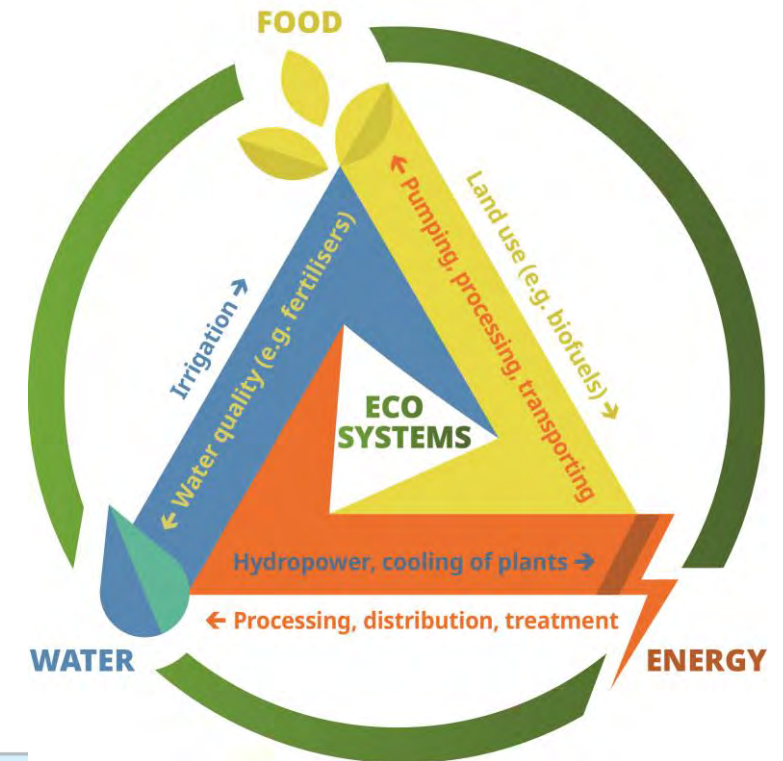 FOOD
Irrigation →
← Water quality (e.g. fertilisers)
← Pumping, processing, transporting
Land use (e.g. biofuels) →
ECO
SYSTEMS
Hydropower, cooling of plants →
← Processing, distribution, treatment
WATER
ENERGY